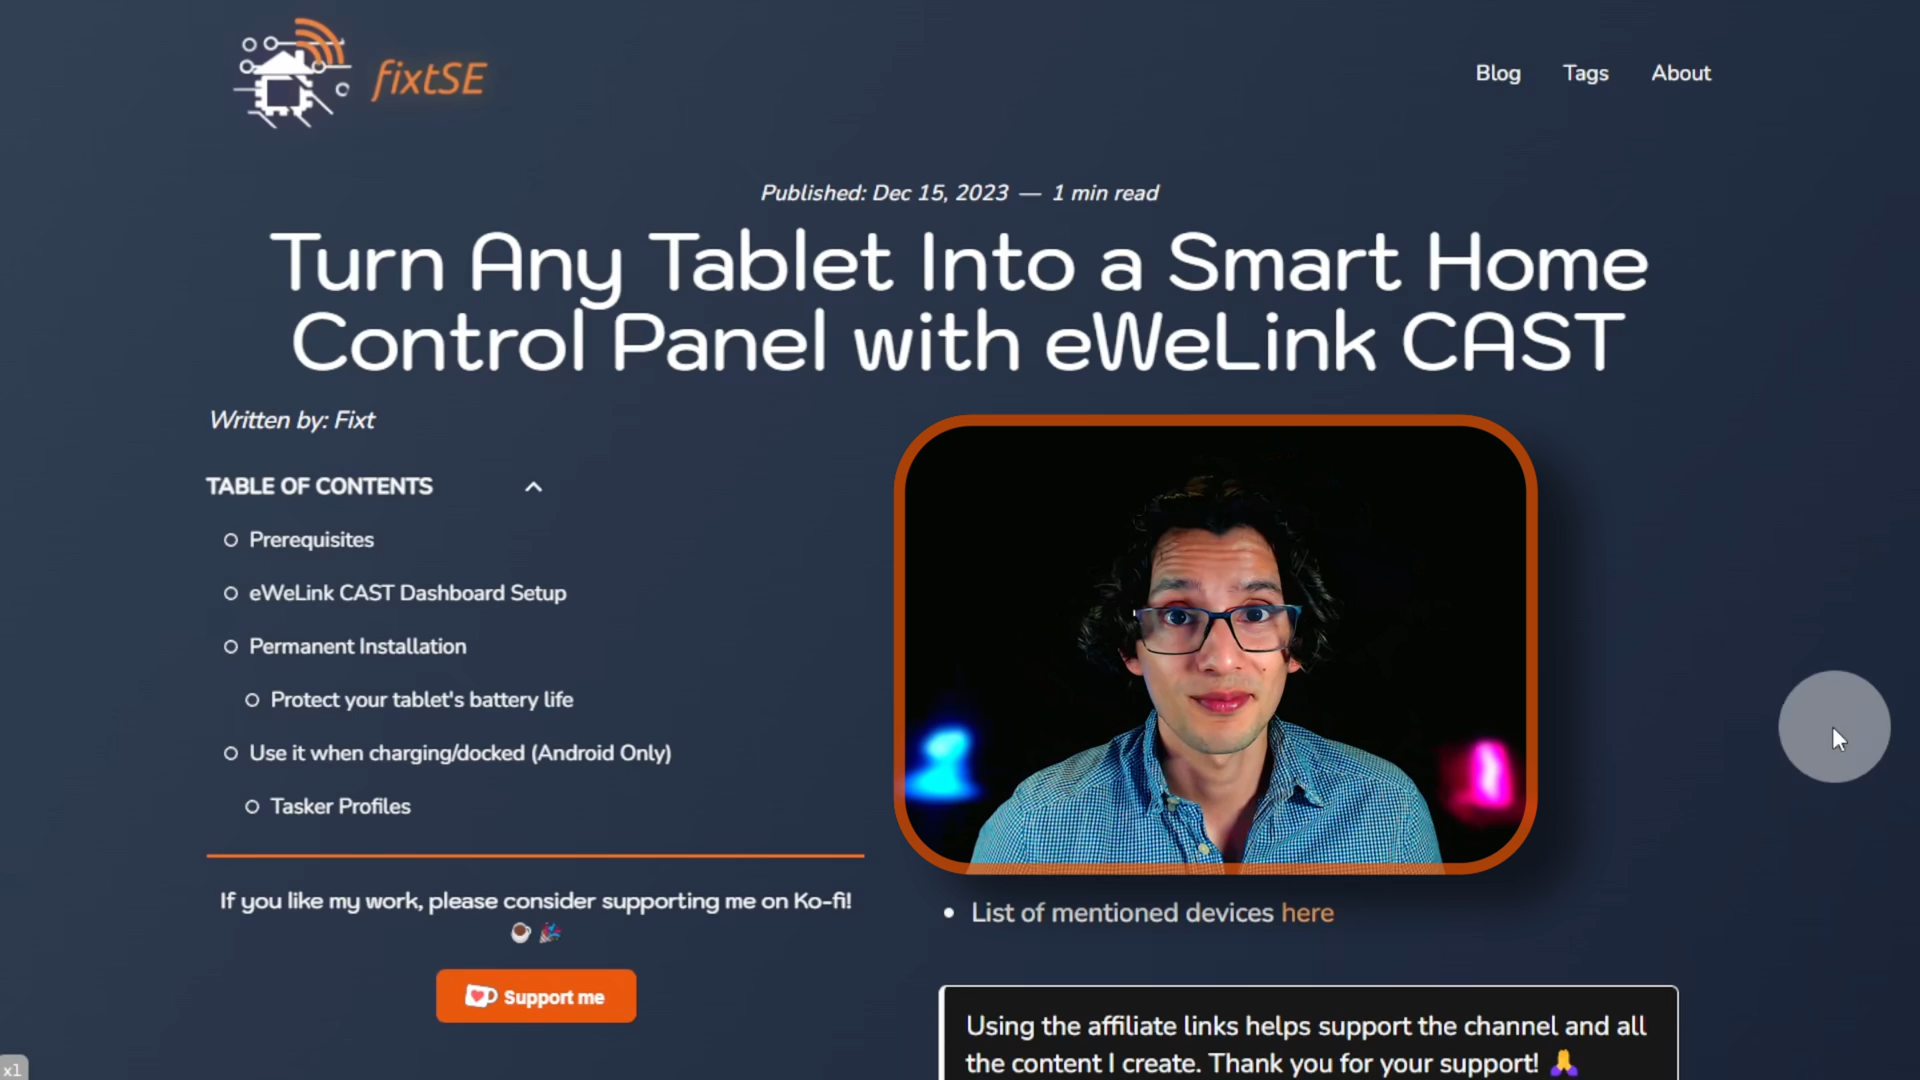 fixtSE
Blog
Tags
About
Published: Dec 15, 2023 — 1 min read
Turn Any Tablet Into a Smart Home
Control Panel with eWeLink CAST
Written by: Fixt
TABLE OF CONTENTS
Prerequisites
eWeLink CAST Dashboard Setup
Permanent Installation
Protect your tablet's battery life
Use it when charging/docked (Android Only)
Tasker Profiles
If you like my work, please consider supporting me on Ko-fi!
☕ 🎉
Support me
• List of mentioned devices here
Using the affiliate links helps support the channel and all
the content I create. Thank you for your support! 🙏
xl